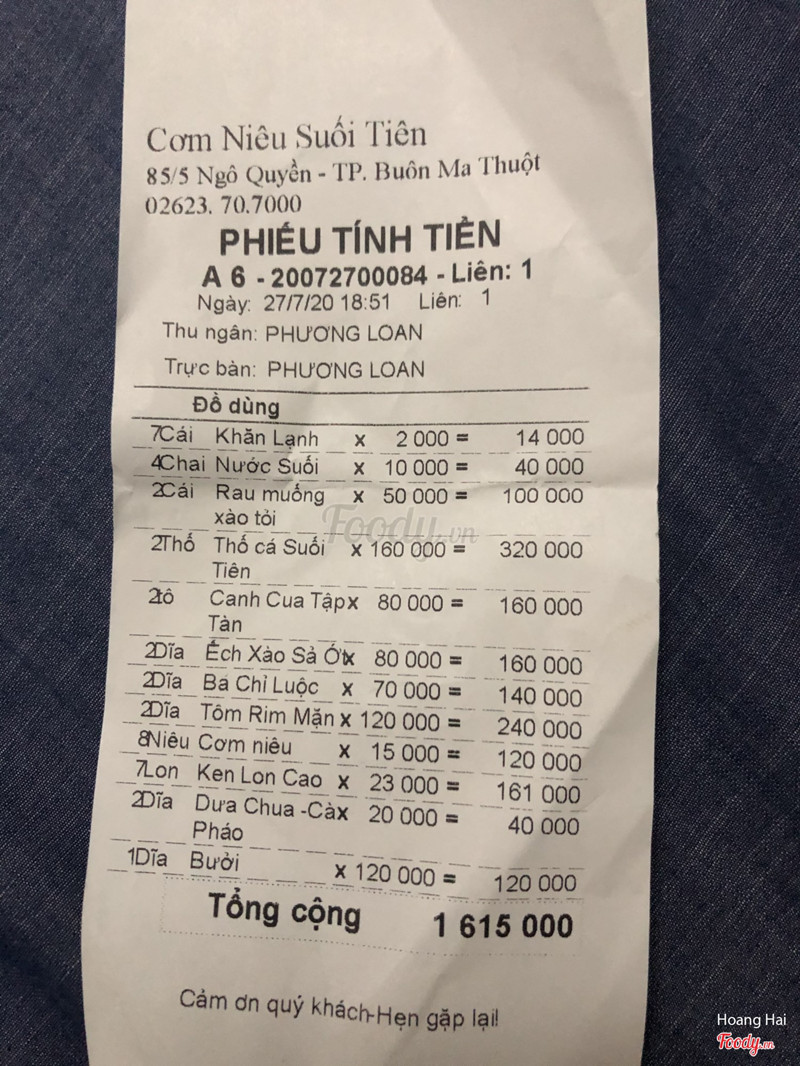 Cơm Niêu Suối Tiên
85/5 Ngô Quyền - TP. Buôn Ma Thuột
02623. 70.7000
PHIẾU TÍNH TIỀN
A 6 - 20072700084 - Liên: 1
Ngày: 27/7/20 18:51 Liên: 1
Thu ngân: PHƯƠNG LOAN
Trực bàn: PHƯƠNG LOAN
Đồ dùng
7Cái Khăn Lạnh x 2 000 = 14 000
4Chai Nước Suối x 10 000 = 40 000
2Cái Rau muống x 50 000 = 100 000
xào tỏi
2Thố Thố cá Suối x 160 000 = 320 000
Tiên
2tô Canh Cua Tập x 80 000 = 160 000
Tàn
2Dĩa Ếch Xào Sả Ớt x 80 000 = 160 000
2Dĩa Ba Chỉ Luộc x 70 000 = 140 000
2Dĩa Tôm Rim Mặn x 120 000 = 240 000
8Niêu Cơm niêu x 15 000 = 120 000
7Lon Ken Lon Cao x 23 000 = 161 000
2Dĩa Dưa Chua -Cà x 20 000 = 40 000
Pháo
1Dĩa Bưởi x 120 000 = 120 000
Tổng cộng 1 615 000
Cảm ơn quý khách-Hẹn gặp lại!
Foody.vn
Hoang Hai
Foody.vn